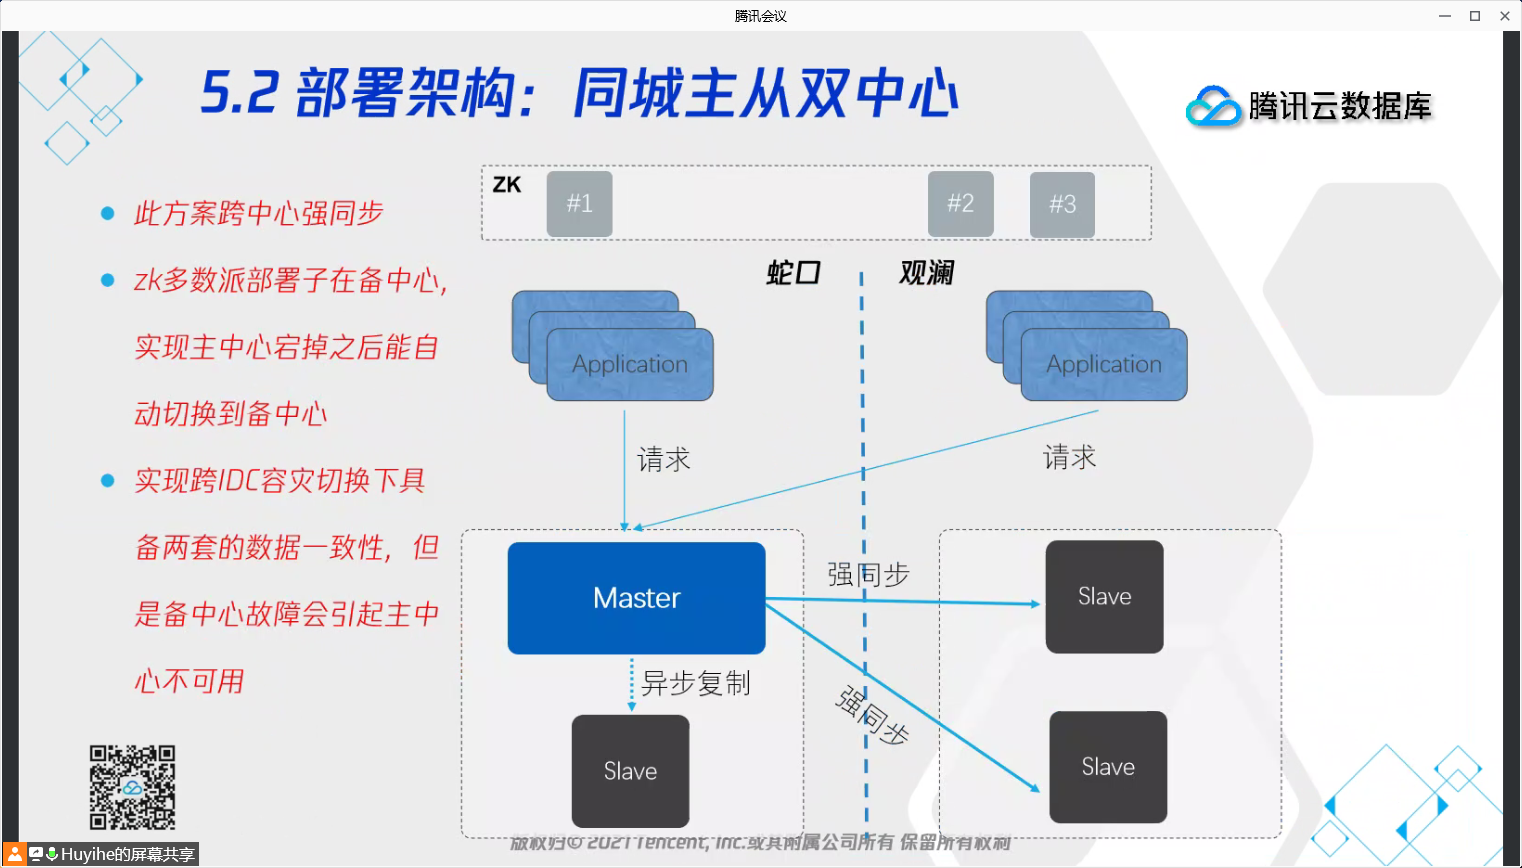 腾讯会议
5.2 部署架构：同城主从双中心
腾讯云数据库
ZK
#1
#2
#3
此方案跨中心强同步
zk多数派部署子在备中心,
实现主中心宕掉之后能自
动切换到备中心
实现跨IDC容灾切换下具
备两套的数据一致性，但
是备中心故障会引起主中
心不可用
蛇口
观澜
Application
Application
请求
请求
Master
强同步
Slave
异步复制
强同步
Slave
Slave
版权归© 2021 Tencent, Inc.或其附属公司所有 保留所有权利
Huyihe的屏幕共享